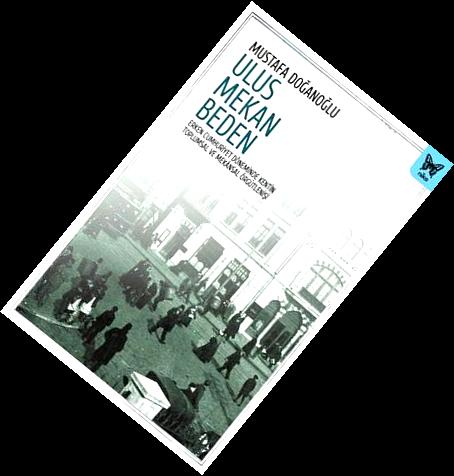 MUSTAFA DOĞANOĞLU
ULUS
MEKAN
BEDEN
ERKEN CUMHURİYET DÖNEMİNDE KENTİN
TOPLUMSAL VE MEKANSAL ÖRGÜTLENİŞİ